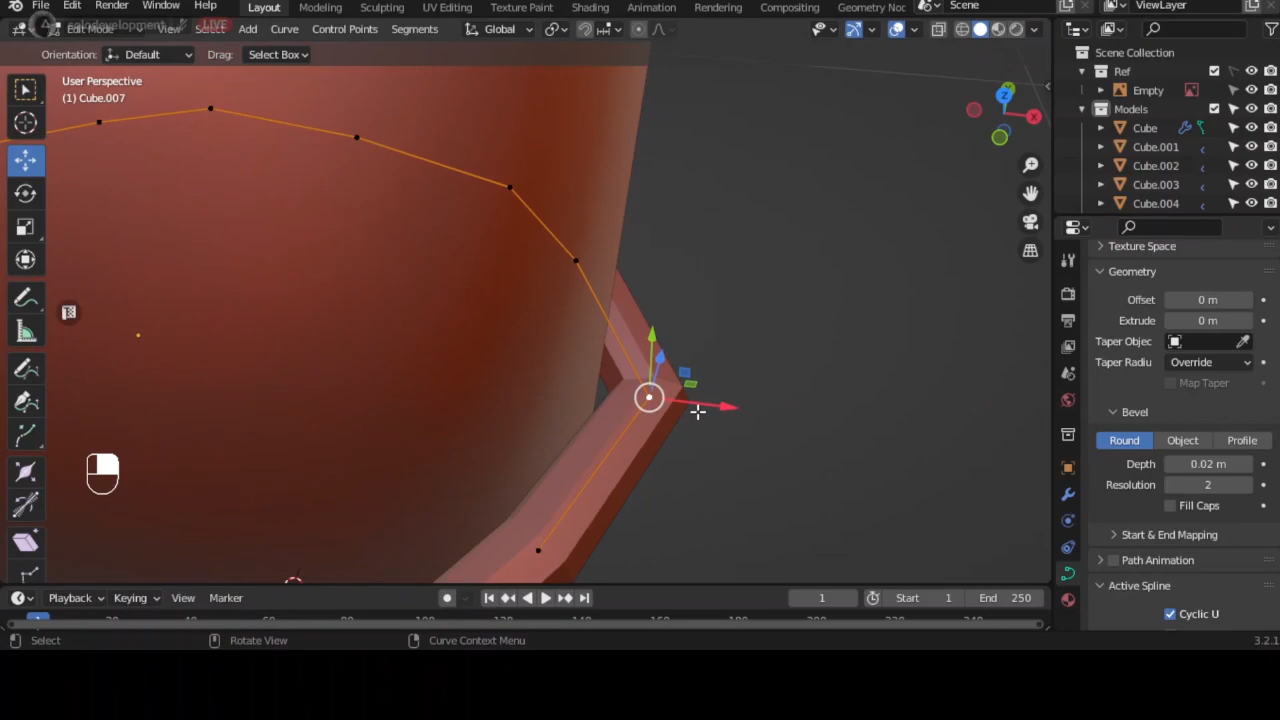 File Edit Render Window Help Layout Modeling Sculpting UV Editing Texture Paint Shading Animation Rendering Compositing Geometry Noc Scene ViewLayer
solodevelopment LIVE
Edit Mode View Select Add Curve Control Points Segments Global
Orientation: Default Drag: Select Box
User Perspective
(1) Cube.007
Z
X
Scene Collection
Ref
Empty
Models
Cube
Cube.001
Cube.002
Cube.003
Cube.004
Texture Space
Geometry
Offset 0 m
Extrude 0 m
Taper Objec
Taper Radiu Override
Map Taper
Bevel
Round Object Profile
Depth 0.02 m
Resolution 2
Fill Caps
Start & End Mapping
Path Animation
Active Spline
Cyclic U
Playback Keying View Marker 1 Start 1 End 250
Select Rotate View Curve Context Menu 3.2.1